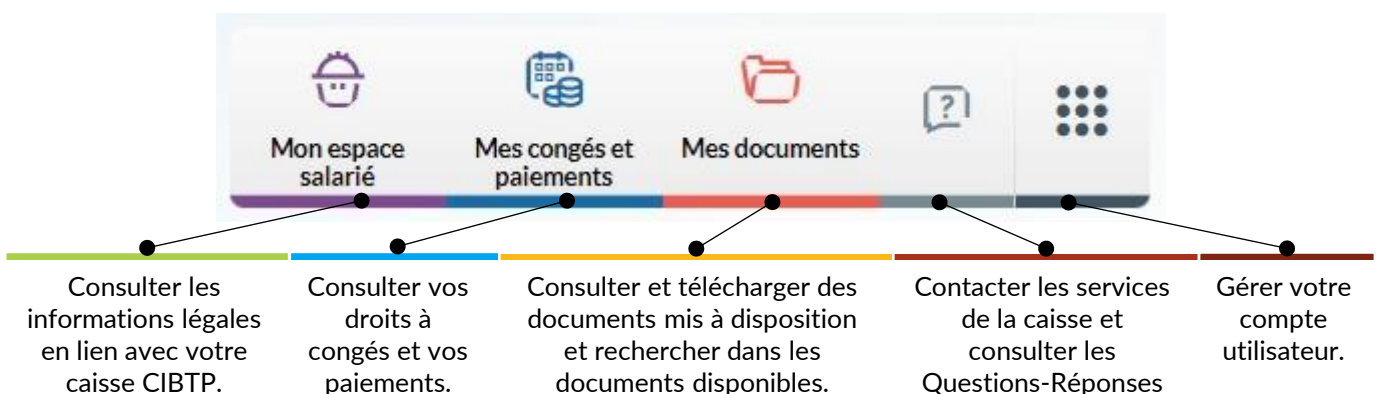 ?
Mon espace
salarié
Mes congés et
paiements
Mes documents
Consulter les
informations légales
en lien avec votre
caisse CIBTP.
Consulter vos
droits à
congés et vos
paiements.
Consulter et télécharger des
documents mis à disposition
et rechercher dans les
documents disponibles.
Contacter les services
de la caisse et
consulter les
Questions-Réponses
Gérer votre
compte
utilisateur.